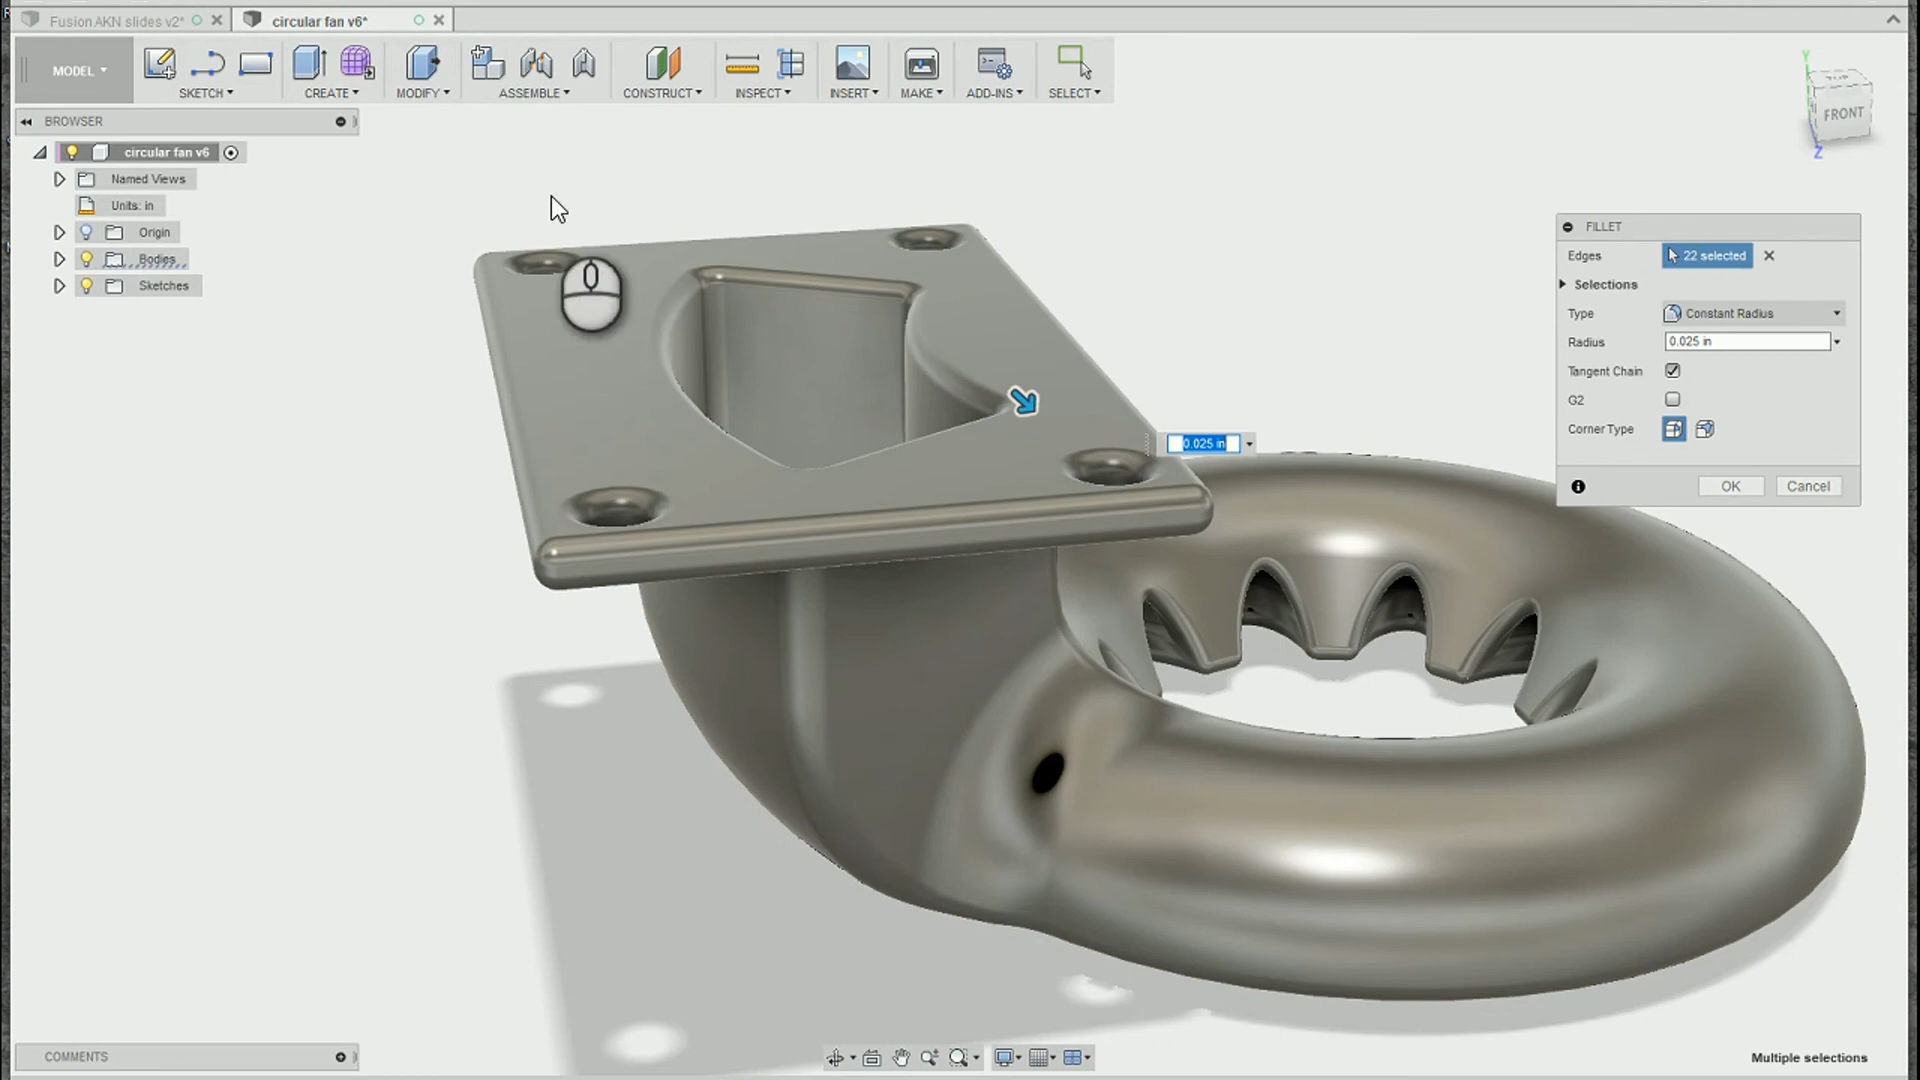 Fusion AKN slides v2*
circular fan v6*
MODEL
SKETCH
CREATE
MODIFY
ASSEMBLE
CONSTRUCT
INSPECT
INSERT
MAKE
ADD-INS
SELECT
Y
TOP
FRONT
Z
BROWSER
circular fan v6
Named Views
Units: in
Origin
Bodies
Sketches
FILLET
Edges 22 selected
Selections
Type Constant Radius
Radius 0.025 in
Tangent Chain
G2
Corner Type
OK Cancel
0.025 in
COMMENTS
Multiple selections